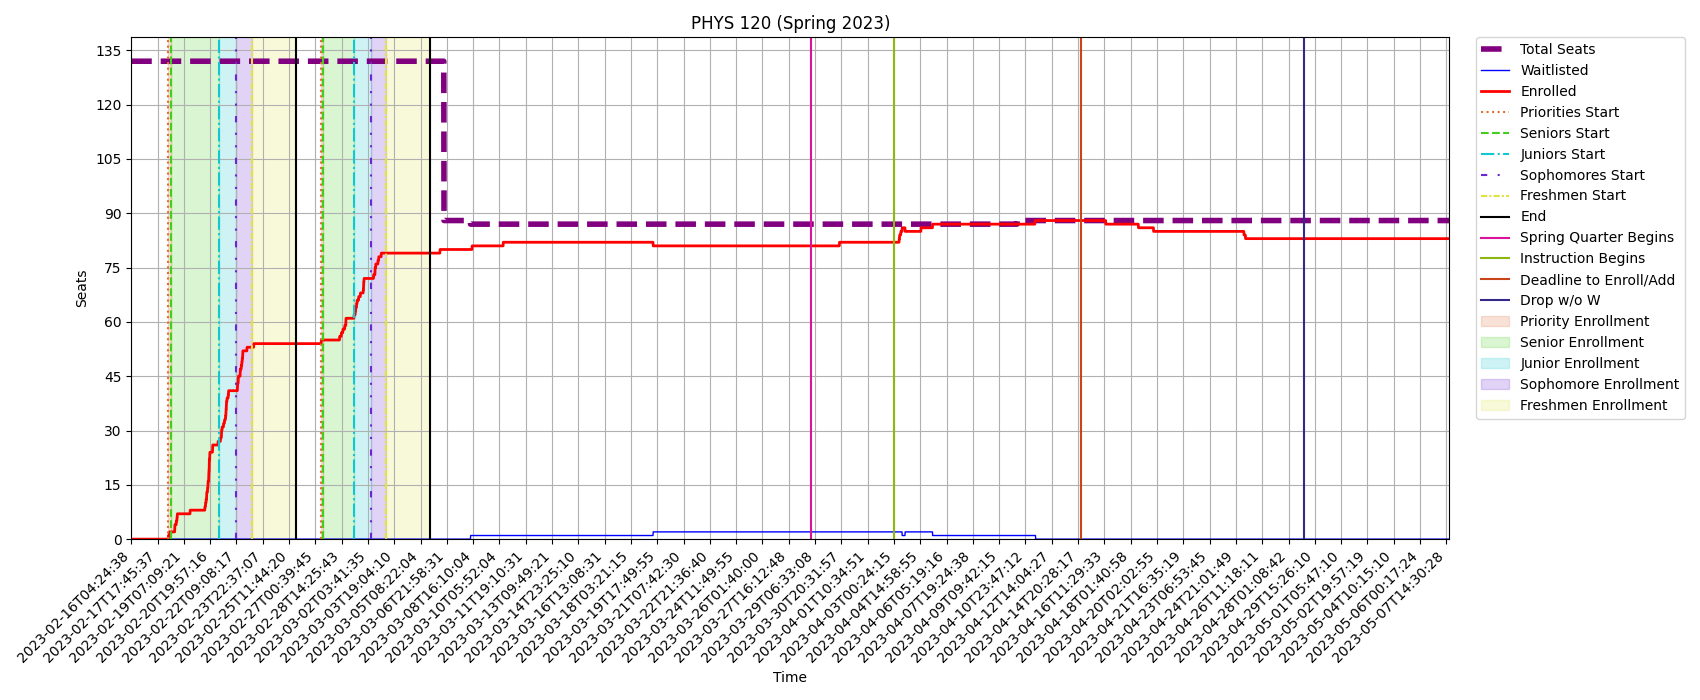 PHYS 120 (Spring 2023)
135
120
105
90
75
60
45
30
15
0
Seats
2023-02-16T04:24:38
2023-02-17T17:45:37
2023-02-19T07:09:21
2023-02-20T19:57:16
2023-02-22T09:08:17
2023-02-23T22:37:07
2023-02-25T11:44:20
2023-02-27T00:39:45
2023-02-28T14:25:43
2023-03-02T03:41:35
2023-03-03T19:04:10
2023-03-05T08:22:04
2023-03-06T21:58:31
2023-03-08T16:10:04
2023-03-10T05:52:04
2023-03-11T19:10:31
2023-03-13T09:49:21
2023-03-14T23:25:10
2023-03-16T13:08:31
2023-03-18T03:21:15
2023-03-19T17:49:55
2023-03-21T07:42:30
2023-03-22T21:36:40
2023-03-24T11:49:55
2023-03-26T01:40:00
2023-03-27T16:12:48
2023-03-29T06:33:08
2023-03-30T20:31:57
2023-04-01T10:34:51
2023-04-03T00:24:15
2023-04-04T14:58:55
2023-04-06T05:19:16
2023-04-07T19:24:38
2023-04-09T09:42:15
2023-04-10T23:47:12
2023-04-12T14:04:27
2023-04-14T20:28:17
2023-04-16T11:29:33
2023-04-18T01:40:58
2023-04-20T02:02:55
2023-04-21T16:35:19
2023-04-23T06:53:45
2023-04-24T21:01:49
2023-04-26T11:18:11
2023-04-28T01:08:42
2023-04-29T15:26:10
2023-05-01T05:47:10
2023-05-02T19:57:19
2023-05-04T10:15:10
2023-05-06T00:17:24
2023-05-07T14:30:28
Time
Total Seats
Waitlisted
Enrolled
Priorities Start
Seniors Start
Juniors Start
Sophomores Start
Freshmen Start
End
Spring Quarter Begins
Instruction Begins
Deadline to Enroll/Add
Drop w/o W
Priority Enrollment
Senior Enrollment
Junior Enrollment
Sophomore Enrollment
Freshmen Enrollment